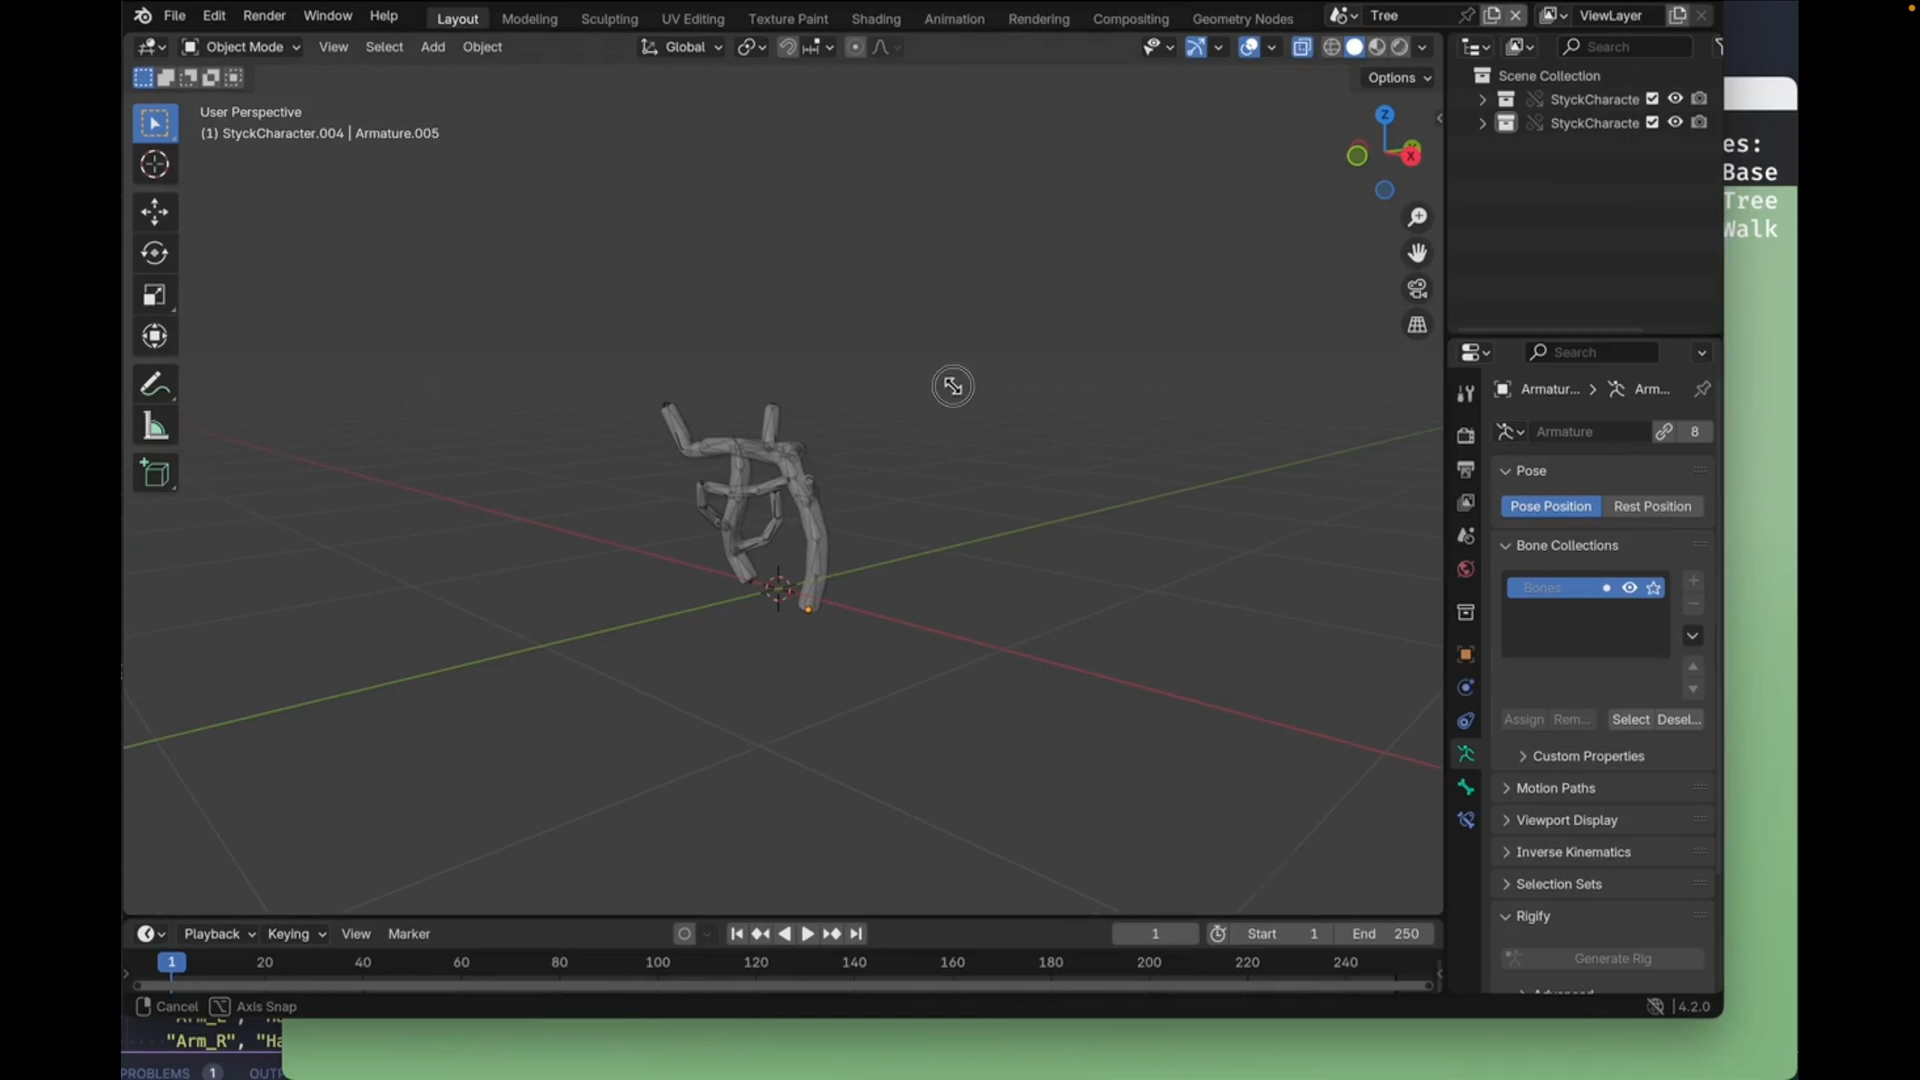 File Edit Render Window Help Layout Modeling Sculpting UV Editing Texture Paint Shading Animation Rendering Compositing Geometry Nodes Tree ViewLayer
Object Mode View Select Add Object Global Search
Options
User Perspective
(1) StyckCharacter.004 | Armature.005
Z
X
Scene Collection
StyckCharacte
StyckCharacte
es:
Base
Tree
Walk
Search
Armatur... Arm...
Armature 8
Pose
Pose Position Rest Position
Bone Collections
Bones
Assign Rem... Select Desel...
Custom Properties
Motion Paths
Viewport Display
Inverse Kinematics
Selection Sets
Rigify
Generate Rig
Playback Keying View Marker 1 Start 1 End 250
1 20 40 60 80 100 120 140 160 180 200 220 240
Cancel Axis Snap 4.2.0
"Arm_R", "Ha
PROBLEMS 1 OUTP